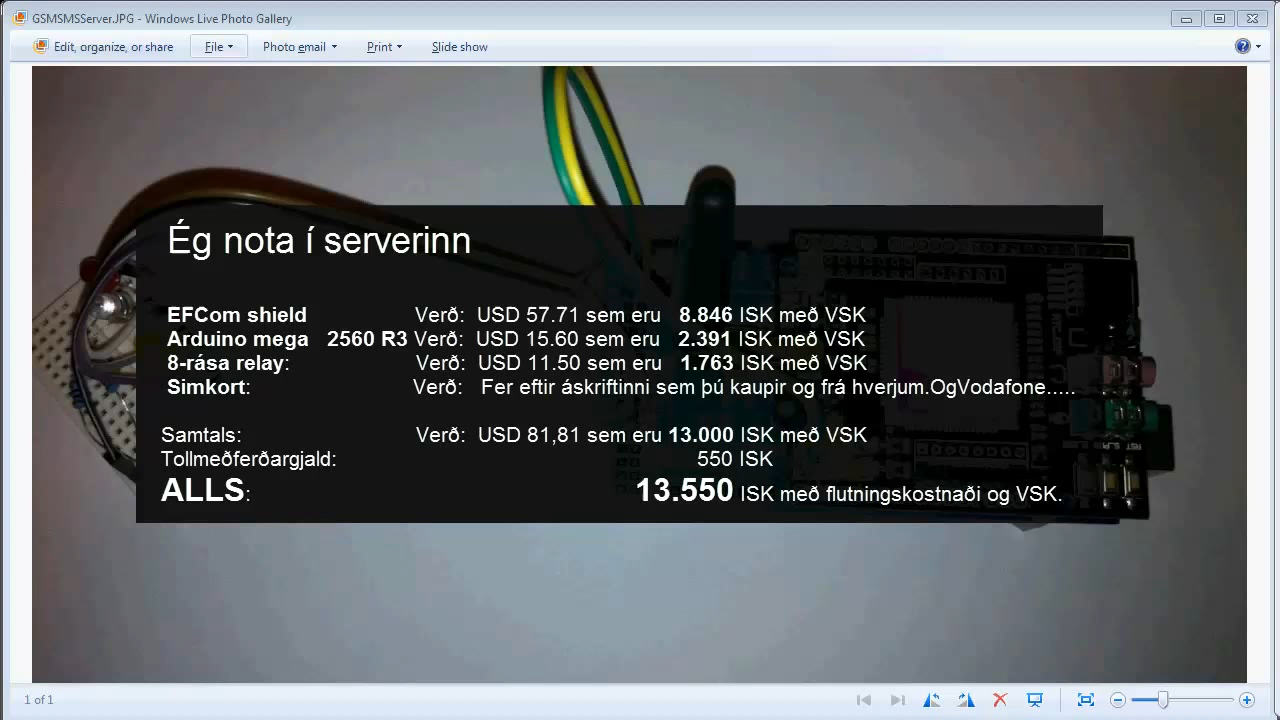 GSMSMSServer.JPG - Windows Live Photo Gallery
Edit, organize, or share File Photo email Print Slide show
Ég nota í serverinn
EFCom shield Verð: USD 57.71 sem eru 8.846 ISK með VSK
Arduino mega 2560 R3 Verð: USD 15.60 sem eru 2.391 ISK með VSK
8-rása relay: Verð: USD 11.50 sem eru 1.763 ISK með VSK
Simkort: Verð: Fer eftir áskriftinni sem þú kaupir og frá hverjum.OgVodafone.....
Samtals: Verð: USD 81,81 sem eru 13.000 ISK með VSK
Tollmeðferðargjald: 550 ISK
ALLS: 13.550 ISK með flutningskostnaði og VSK.
1 of 1